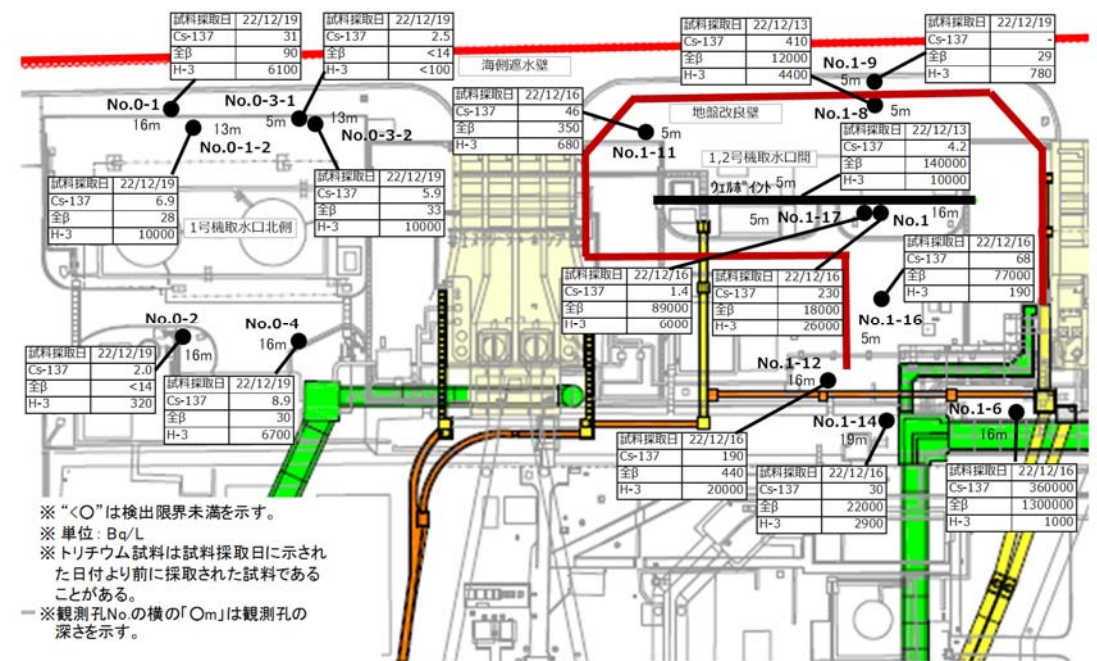 試料採取日 22/12/19
Cs-137 31
全β 90
H-3 6100
試料採取日 22/12/19
Cs-137 2.5
全β <14
H-3 <100
海側遮水壁
試料採取日 22/12/13
Cs-137 410
全β 12000
H-3 4400
試料採取日 22/12/19
Cs-137 -
全β 29
H-3 780
No.0-1
16m
No.0-3-1
5m
13m
No.0-1-2
13m
No.0-3-2
試料採取日 22/12/16
Cs-137 46
全β 350
H-3 680
No.1-11
5m
地盤改良壁
No.1-9
5m
No.1-8
5m
試料採取日 22/12/13
Cs-137 4.2
全β 140000
H-3 10000
1,2号機取水口間
ウェルポイント 5m
試料採取日 22/12/19
Cs-137 6.9
全β 28
H-3 10000
1号機取水口北側
試料採取日 22/12/19
Cs-137 5.9
全β 33
H-3 10000
5m
No.1-17
No.1
16m
試料採取日 22/12/16
Cs-137 68
全β 77000
H-3 190
試料採取日 22/12/16
Cs-137 1.4
全β 89000
H-3 6000
試料採取日 22/12/16
Cs-137 230
全β 18000
H-3 26000
No.1-16
5m
No.0-2
16m
No.0-4
16m
試料採取日 22/12/19
Cs-137 2.0
全β <14
H-3 320
試料採取日 22/12/19
Cs-137 8.9
全β 30
H-3 6700
No.1-12
16m
No.1-14
19m
No.1-6
16m
試料採取日 22/12/16
Cs-137 190
全β 440
H-3 20000
試料採取日 22/12/16
Cs-137 30
全β 22000
H-3 2900
試料採取日 22/12/16
Cs-137 360000
全β 1300000
H-3 1000
※ “<〇”は検出限界未満を示す。
※ 単位: Bq/L
※ トリチウム試料は試料採取日に示され
た日付より前に採取された試料である
ことがある。
※観測孔No.の横の「〇m」は観測孔の
深さを示す。